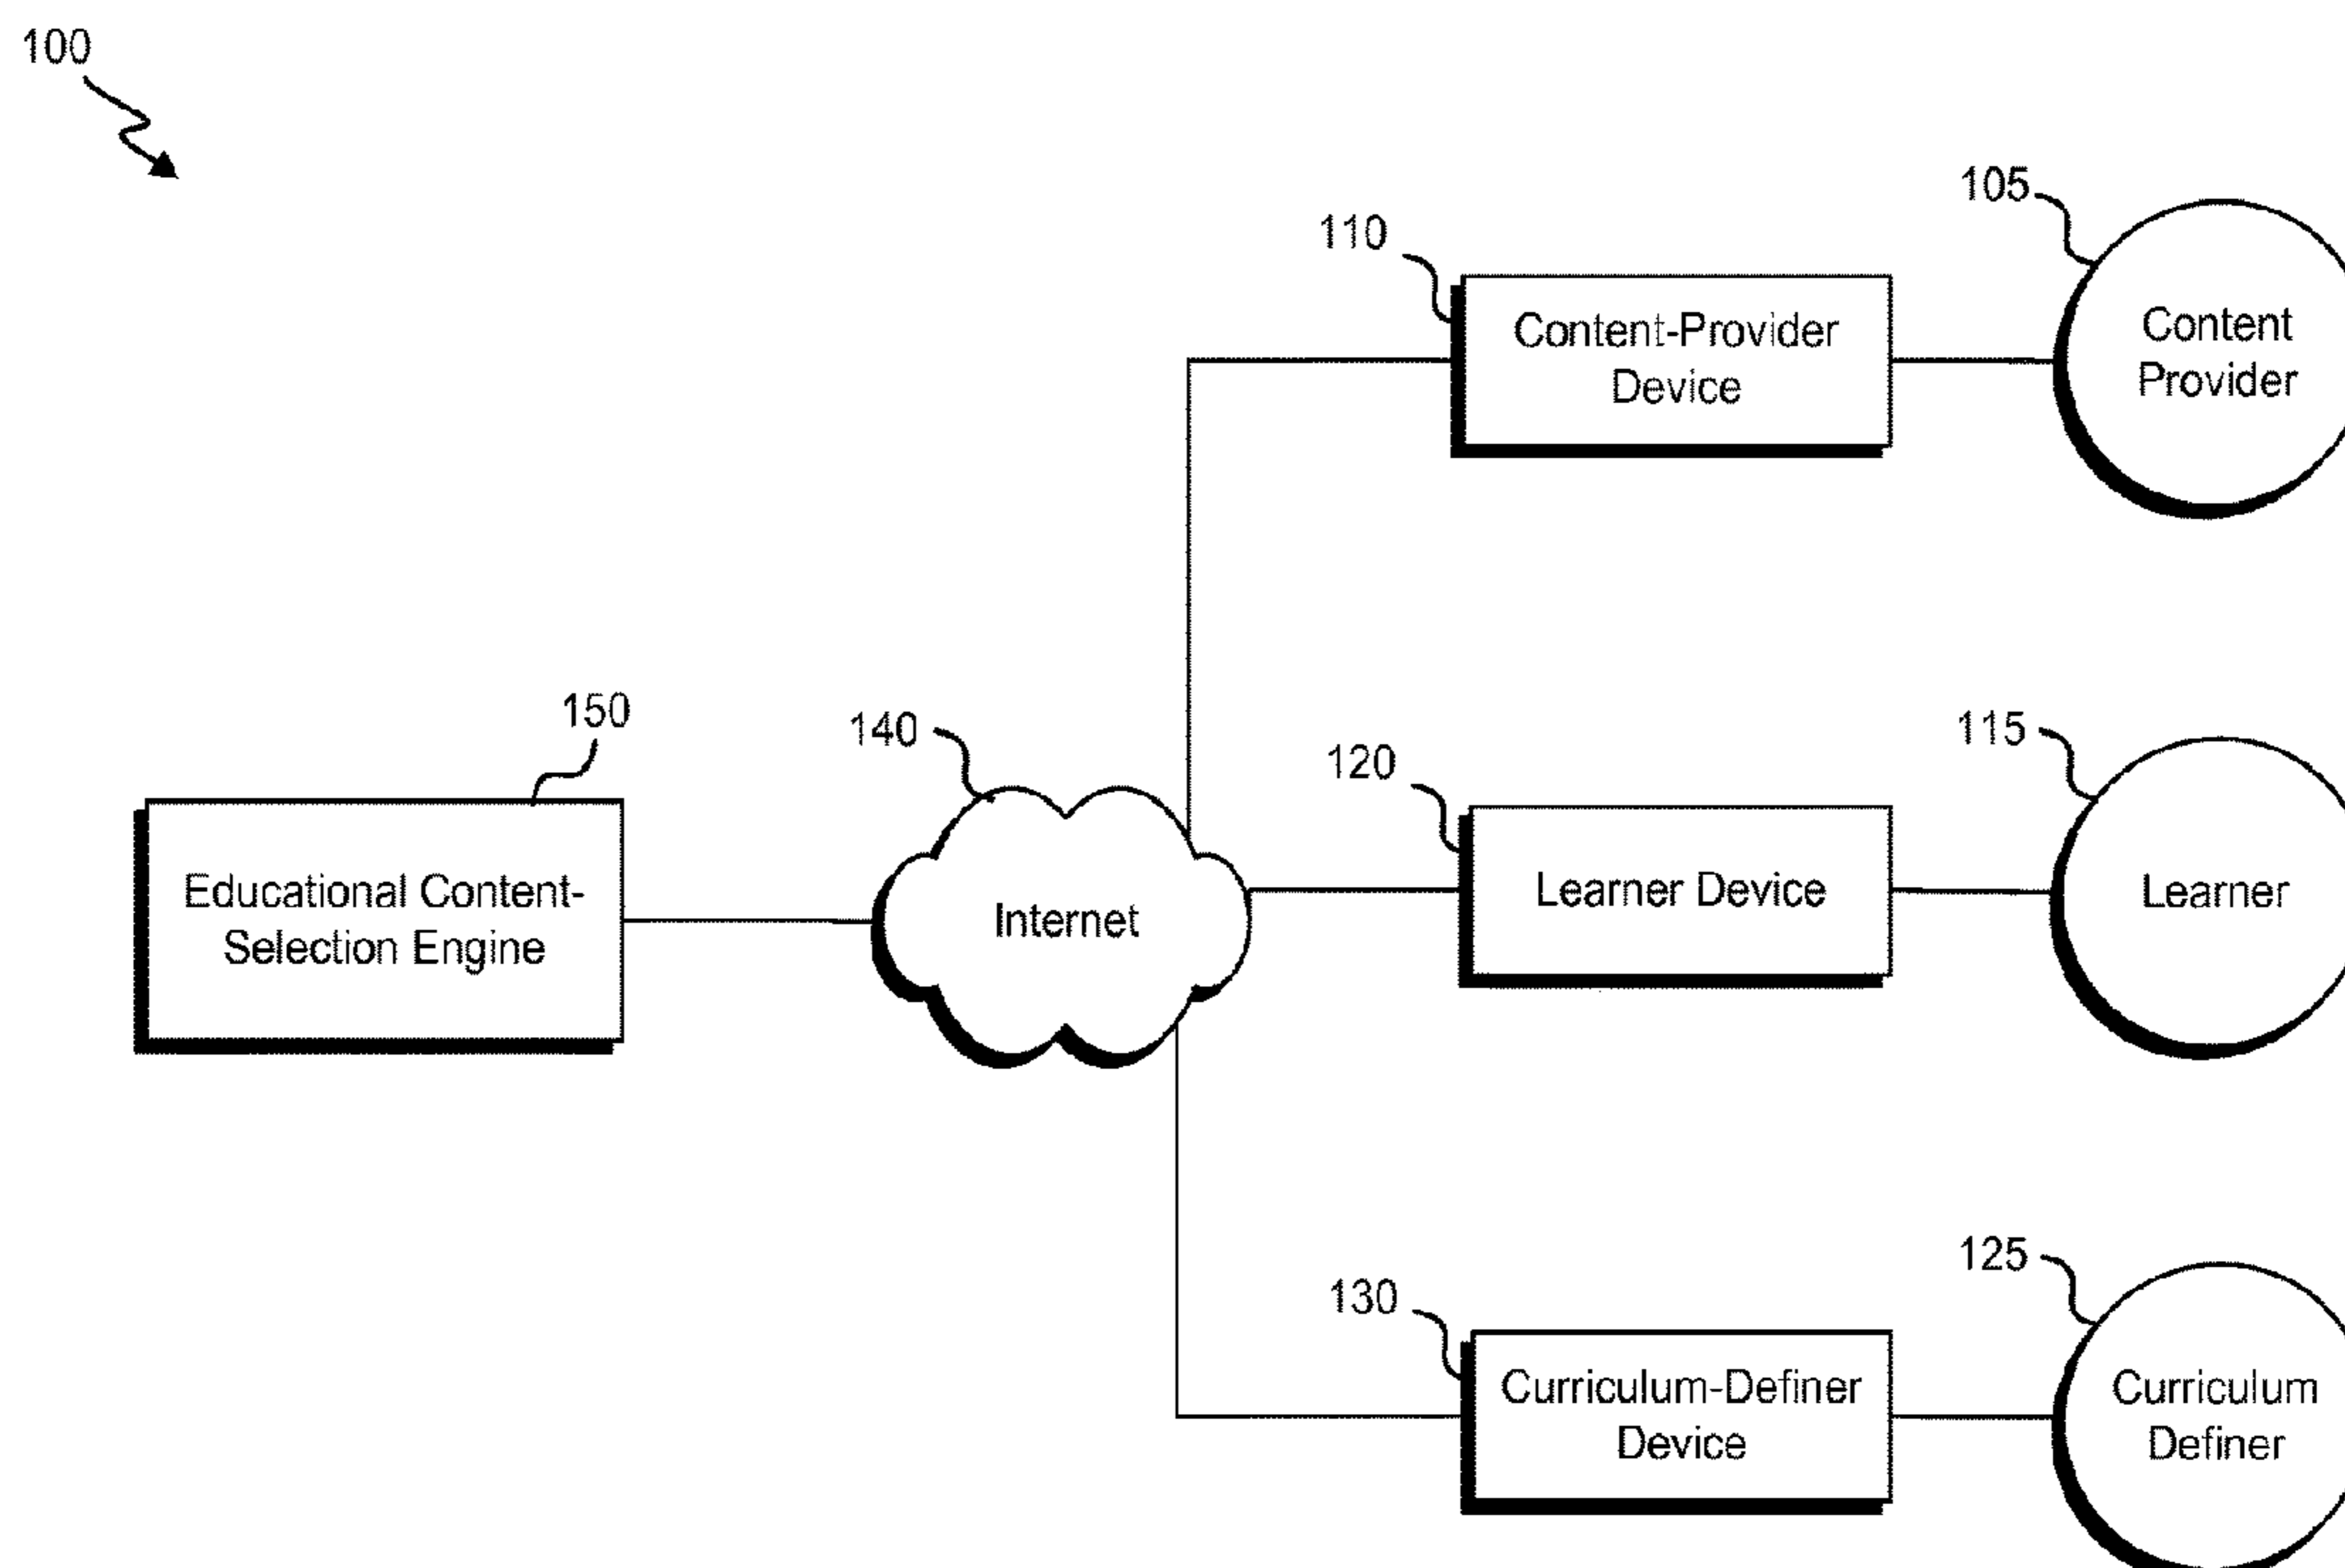 100
105
110
Content-Provider
Device
Content
Provider
150
140
120
115
Educational Content-
Selection Engine
Internet
Learner Device
Learner
125
130
Curriculum-Definer
Device
Curriculum
Definer